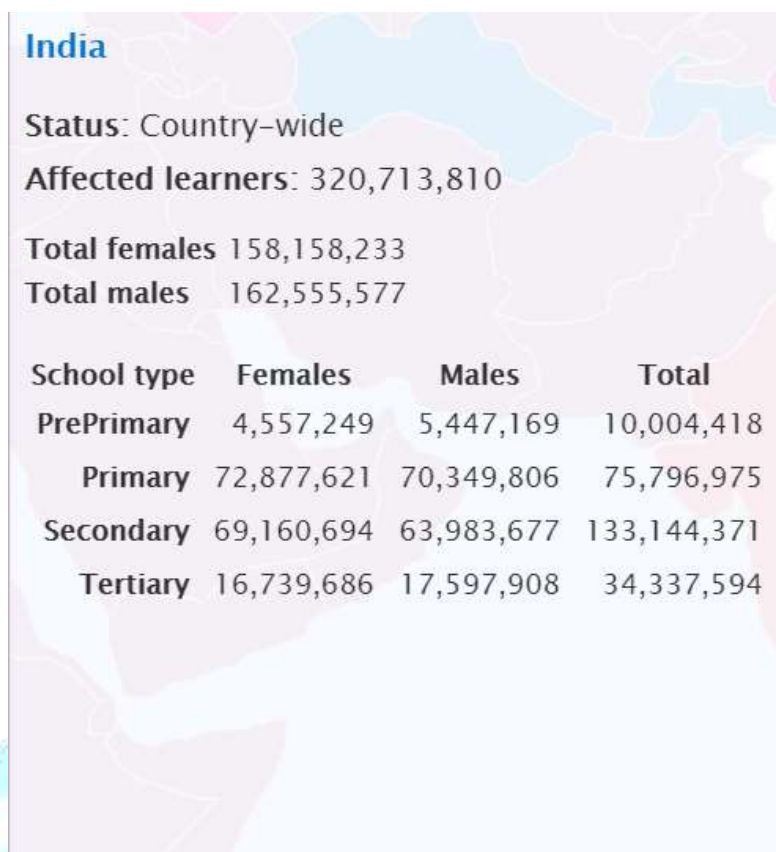 India
Status: Country-wide
Affected learners: 320,713,810
Total females 158,158,233
Total males 162,555,577
School type Females Males Total
PrePrimary 4,557,249 5,447,169 10,004,418
Primary 72,877,621 70,349,806 75,796,975
Secondary 69,160,694 63,983,677 133,144,371
Tertiary 16,739,686 17,597,908 34,337,594